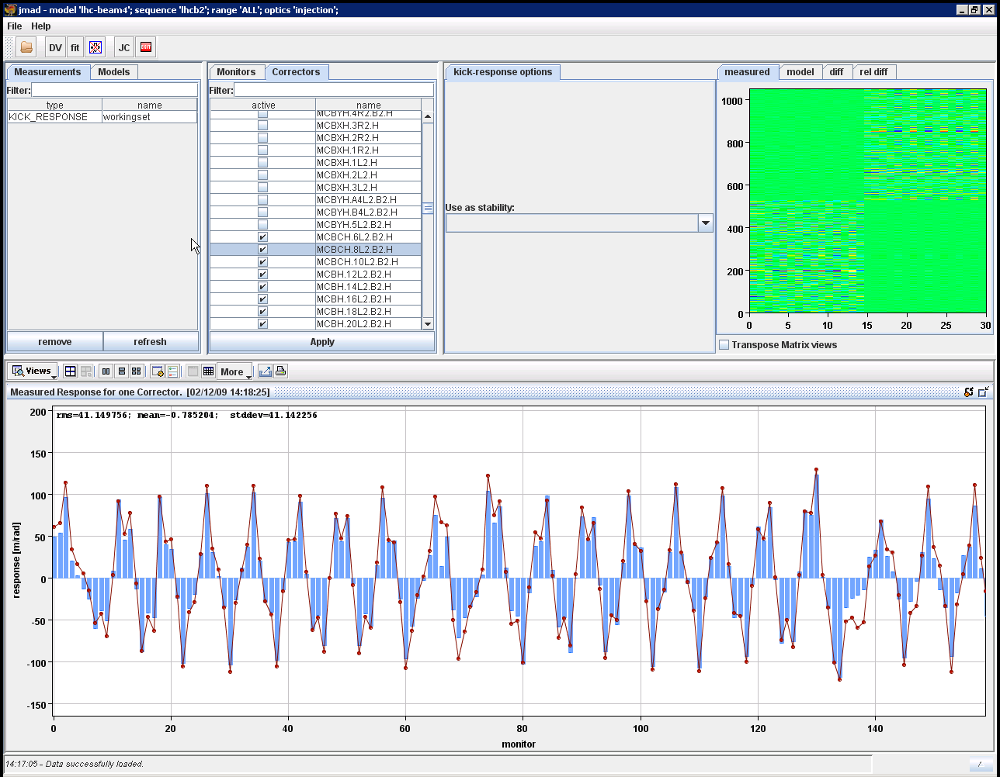 jmad - model 'lhc-beam4'; sequence 'lhcb2'; range 'ALL'; optics 'injection';
File Help
DV fit JC EXIT
Measurements Models
Filter:
type name
KICK_RESPONSE workingset
remove refresh
Monitors Correctors
Filter:
active name
MCBYH.4R2.B2.H
MCBXH.3R2.H
MCBXH.2R2.H
MCBXH.1R2.H
MCBXH.1L2.H
MCBXH.2L2.H
MCBXH.3L2.H
MCBYH.A4L2.B2.H
MCBYH.B4L2.B2.H
MCBYH.5L2.B2.H
MCBCH.6L2.B2.H
MCBCH.8L2.B2.H
MCBCH.10L2.B2.H
MCBH.12L2.B2.H
MCBH.14L2.B2.H
MCBH.16L2.B2.H
MCBH.18L2.B2.H
MCBH.20L2.B2.H
Apply
kick-response options
Use as stability:
measured model diff rel diff
1000
800
600
400
200
0
0 5 10 15 20 25 30
Transpose Matrix views
Views More
Measured Response for one Corrector. [02/12/09 14:18:25]
rms=41.149756; mean=-0.785204; stddev=41.142256
200
150
100
50
0
-50
-100
-150
response [m/rad]
0 20 40 60 80 100 120 140
monitor
14:17:05 - Data successfully loaded.